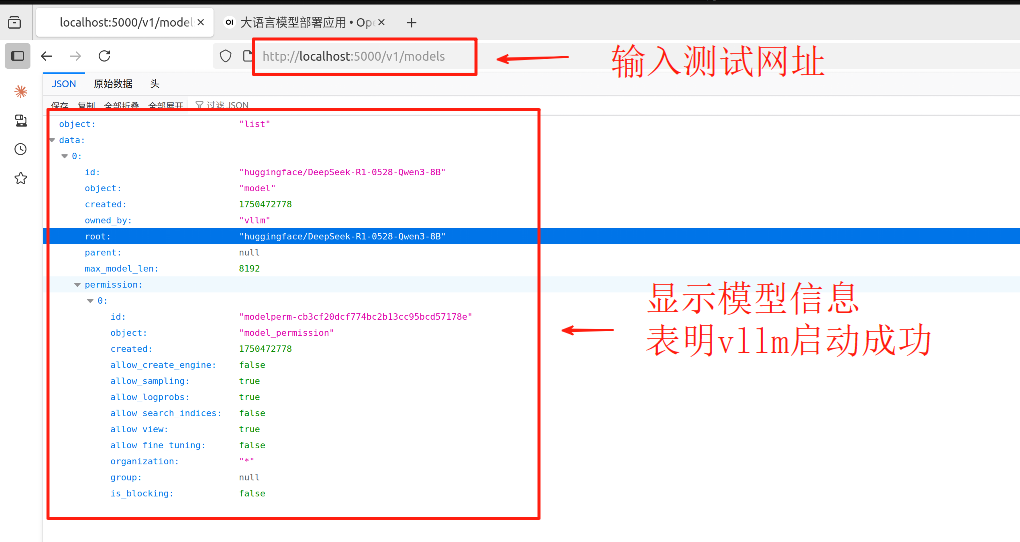 localhost:5000/v1/model
大语言模型部署应用 • Ope
http://localhost:5000/v1/models
输入测试网址
JSON 原始数据 头
保存 复制 全部折叠 全部展开 过滤 JSON
object: "list"
data:
0:
id: "huggingface/DeepSeek-R1-0528-Qwen3-8B"
object: "model"
created: 1750472778
owned_by: "vllm"
root: "huggingface/DeepSeek-R1-0528-Qwen3-8B"
parent: null
max_model_len: 8192
permission:
0:
id: "modelperm-cb3cf20dcf774bc2b13cc95bcd57178e"
object: "model_permission"
created: 1750472778
allow_create_engine: false
allow_sampling: true
allow_logprobs: true
allow_search_indices: false
allow_view: true
allow_fine_tuning: false
organization: "*"
group: null
is_blocking: false
显示模型信息
表明vllm启动成功